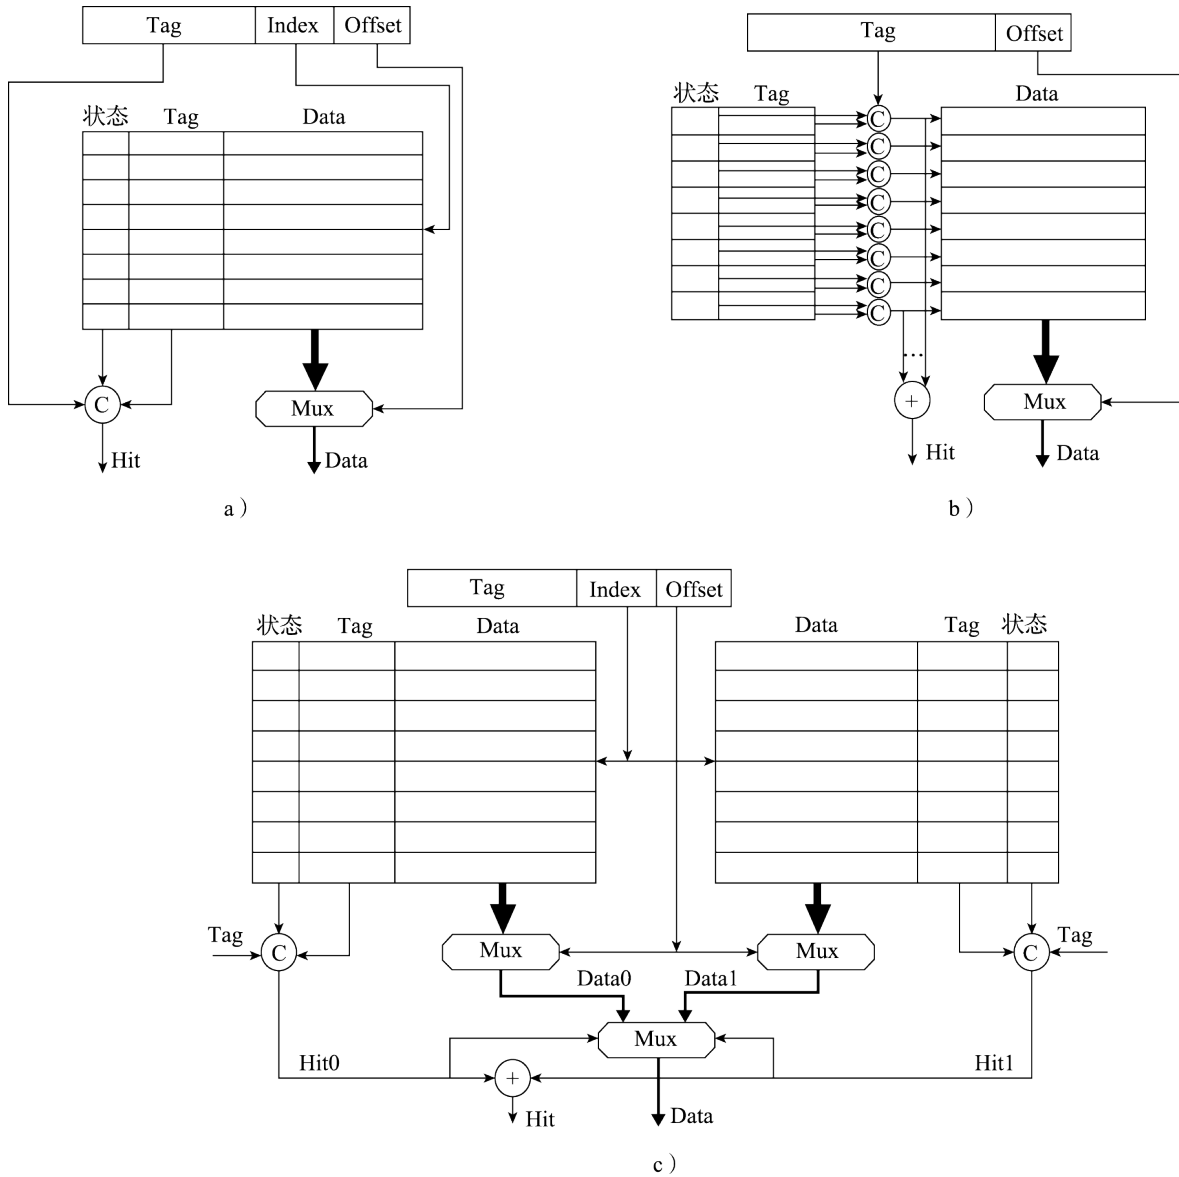 Tag Index Offset
状态 Tag Data
C
Mux
Hit
Data
a）
Tag Offset
状态 Tag Data
C
C
C
C
C
C
C
C
...
+
Mux
Hit
Data
b）
Tag Index Offset
状态 Tag Data Data Tag 状态
Tag C Mux Mux C Tag
Data0 Data1
Mux
Hit0 + Hit1
Hit Data
c）